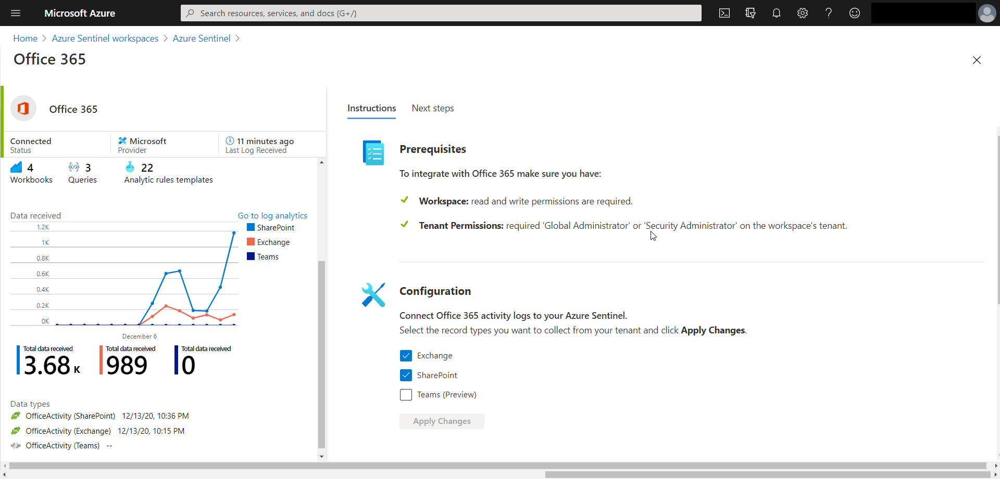 Microsoft Azure
Search resources, services, and docs (G+/)
Home > Azure Sentinel workspaces > Azure Sentinel >
Office 365
Office 365
Connected
Status
Microsoft
Provider
11 minutes ago
Last Log Received
4
Workbooks
3
Queries
22
Analytic rules templates
Data received
Go to log analytics
1.2K
1K
0.8K
0.6K
0.4K
0.2K
0K
December 6
SharePoint
Exchange
Teams
Total data received
3.68 K
Total data received
989
Total data received
0
Data types
OfficeActivity (SharePoint) 12/13/20, 10:36 PM
OfficeActivity (Exchange) 12/13/20, 10:15 PM
OfficeActivity (Teams) --
Instructions
Next steps
Prerequisites
To integrate with Office 365 make sure you have:
Workspace: read and write permissions are required.
Tenant Permissions: required 'Global Administrator' or 'Security Administrator' on the workspace's tenant.
Configuration
Connect Office 365 activity logs to your Azure Sentinel.
Select the record types you want to collect from your tenant and click Apply Changes.
Exchange
SharePoint
Teams (Preview)
Apply Changes